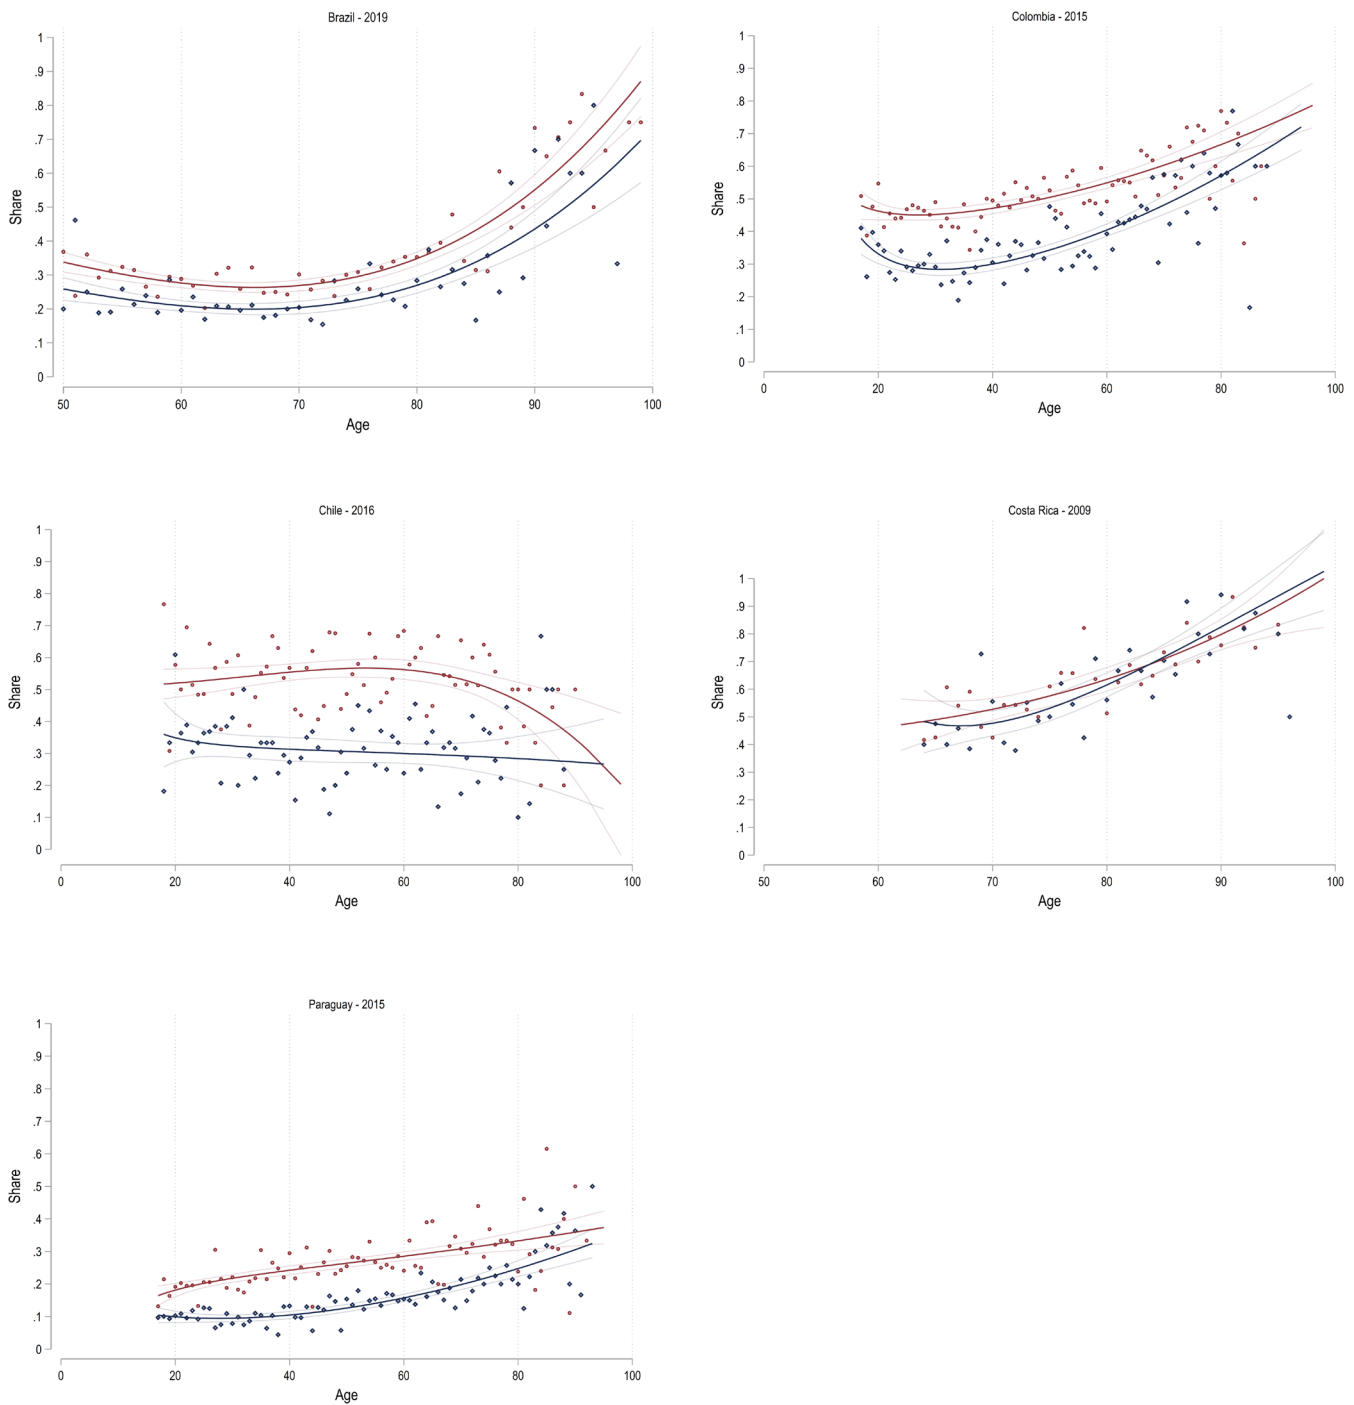 Brazil - 2019
1
.9
.8
.7
.6
.5
.4
.3
.2
.1
0
Share
50 60 70 80 90 100
Age
Colombia - 2015
1
.9
.8
.7
.6
.5
.4
.3
.2
.1
0
Share
0 20 40 60 80 100
Age
Chile - 2016
1
.9
.8
.7
.6
.5
.4
.3
.2
.1
0
Share
0 20 40 60 80 100
Age
Costa Rica - 2009
1
.9
.8
.7
.6
.5
.4
.3
.2
.1
0
Share
50 60 70 80 90 100
Age
Paraguay - 2015
1
.9
.8
.7
.6
.5
.4
.3
.2
.1
0
Share
0 20 40 60 80 100
Age